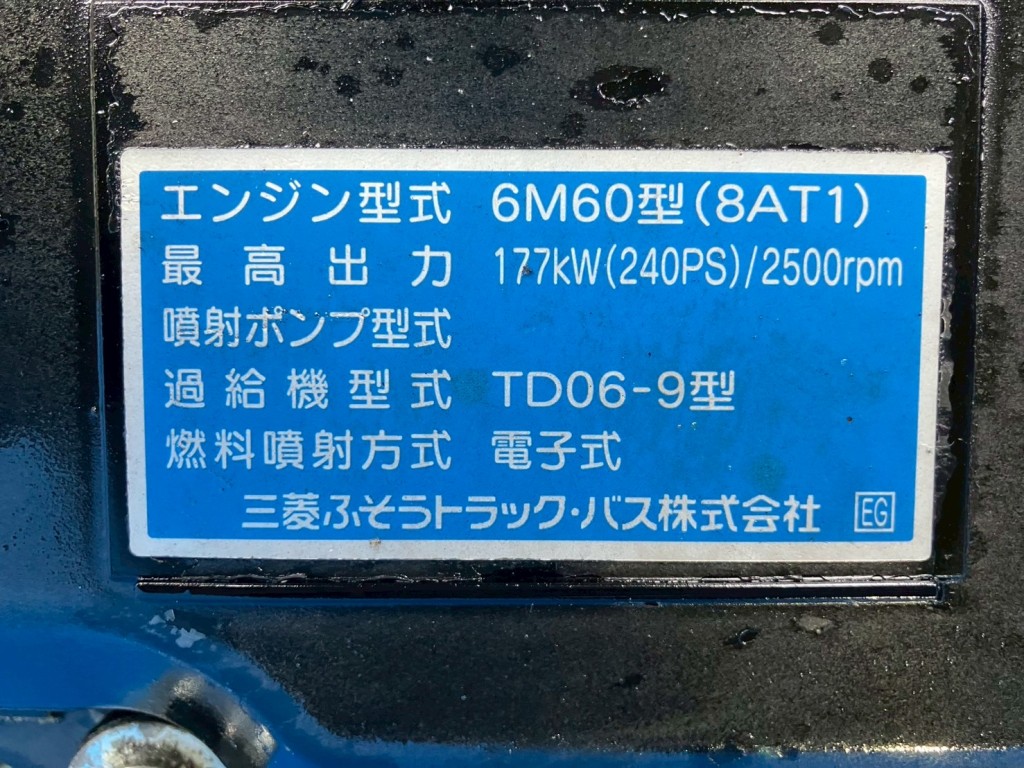 エンジン型式 6M60型(8AT1)
最高出力 177kW(240PS)/2500rpm
噴射ポンプ型式
過給機型式 TD06-9型
燃料噴射方式 電子式
三菱ふそうトラック・バス株式会社 EG